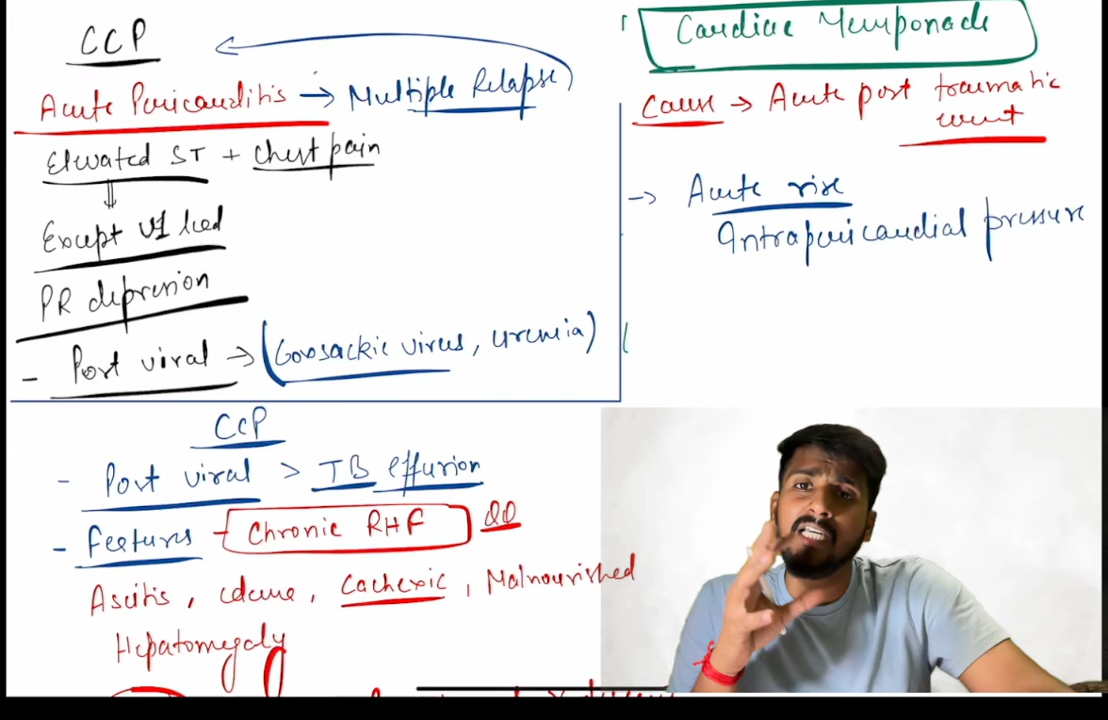 CCP
Acute Pericarditis → Multiple Relapse
Elevated ST + chest pain
Except V1 lead
PR depression
- Post viral → (Coxsackie virus, uremia)
CCP
- Post viral > TB effusion
- Features - Chronic RHF
Ascitis, edema, Cachexic, Malnourished
Hepatomegaly
Cardiac Temponade
Cause → Acute post traumatic
event
→ Acute rise
Intrapericardial pressure